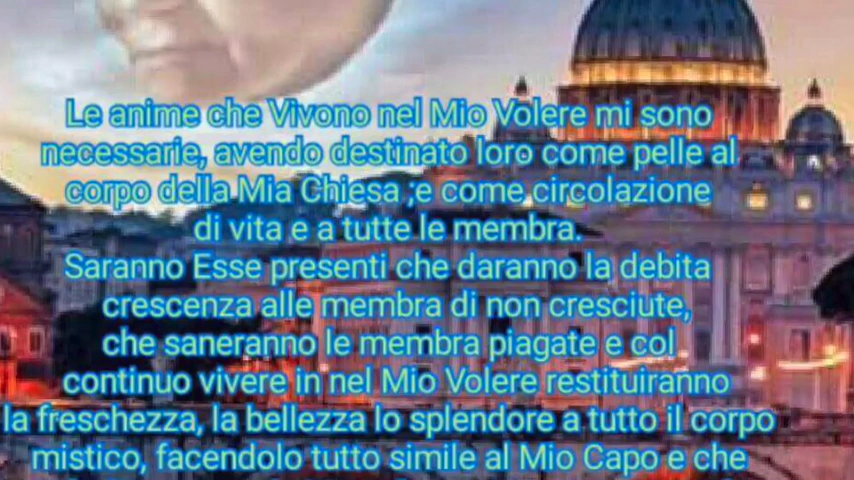 Le anime che Vivono nel Mio Volere mi sono
necessarie, avendo destinato loro come pelle al
corpo della Mia Chiesa ;e come circolazione
di vita e a tutte le membra.
Saranno Esse presenti che daranno la debita
crescenza alle membra di non cresciute,
che saneranno le membra piagate e col
continuo vivere in nel Mio Volere restituiranno
la freschezza, la bellezza lo splendore a tutto il corpo
mistico, facendolo tutto simile al Mio Capo e che